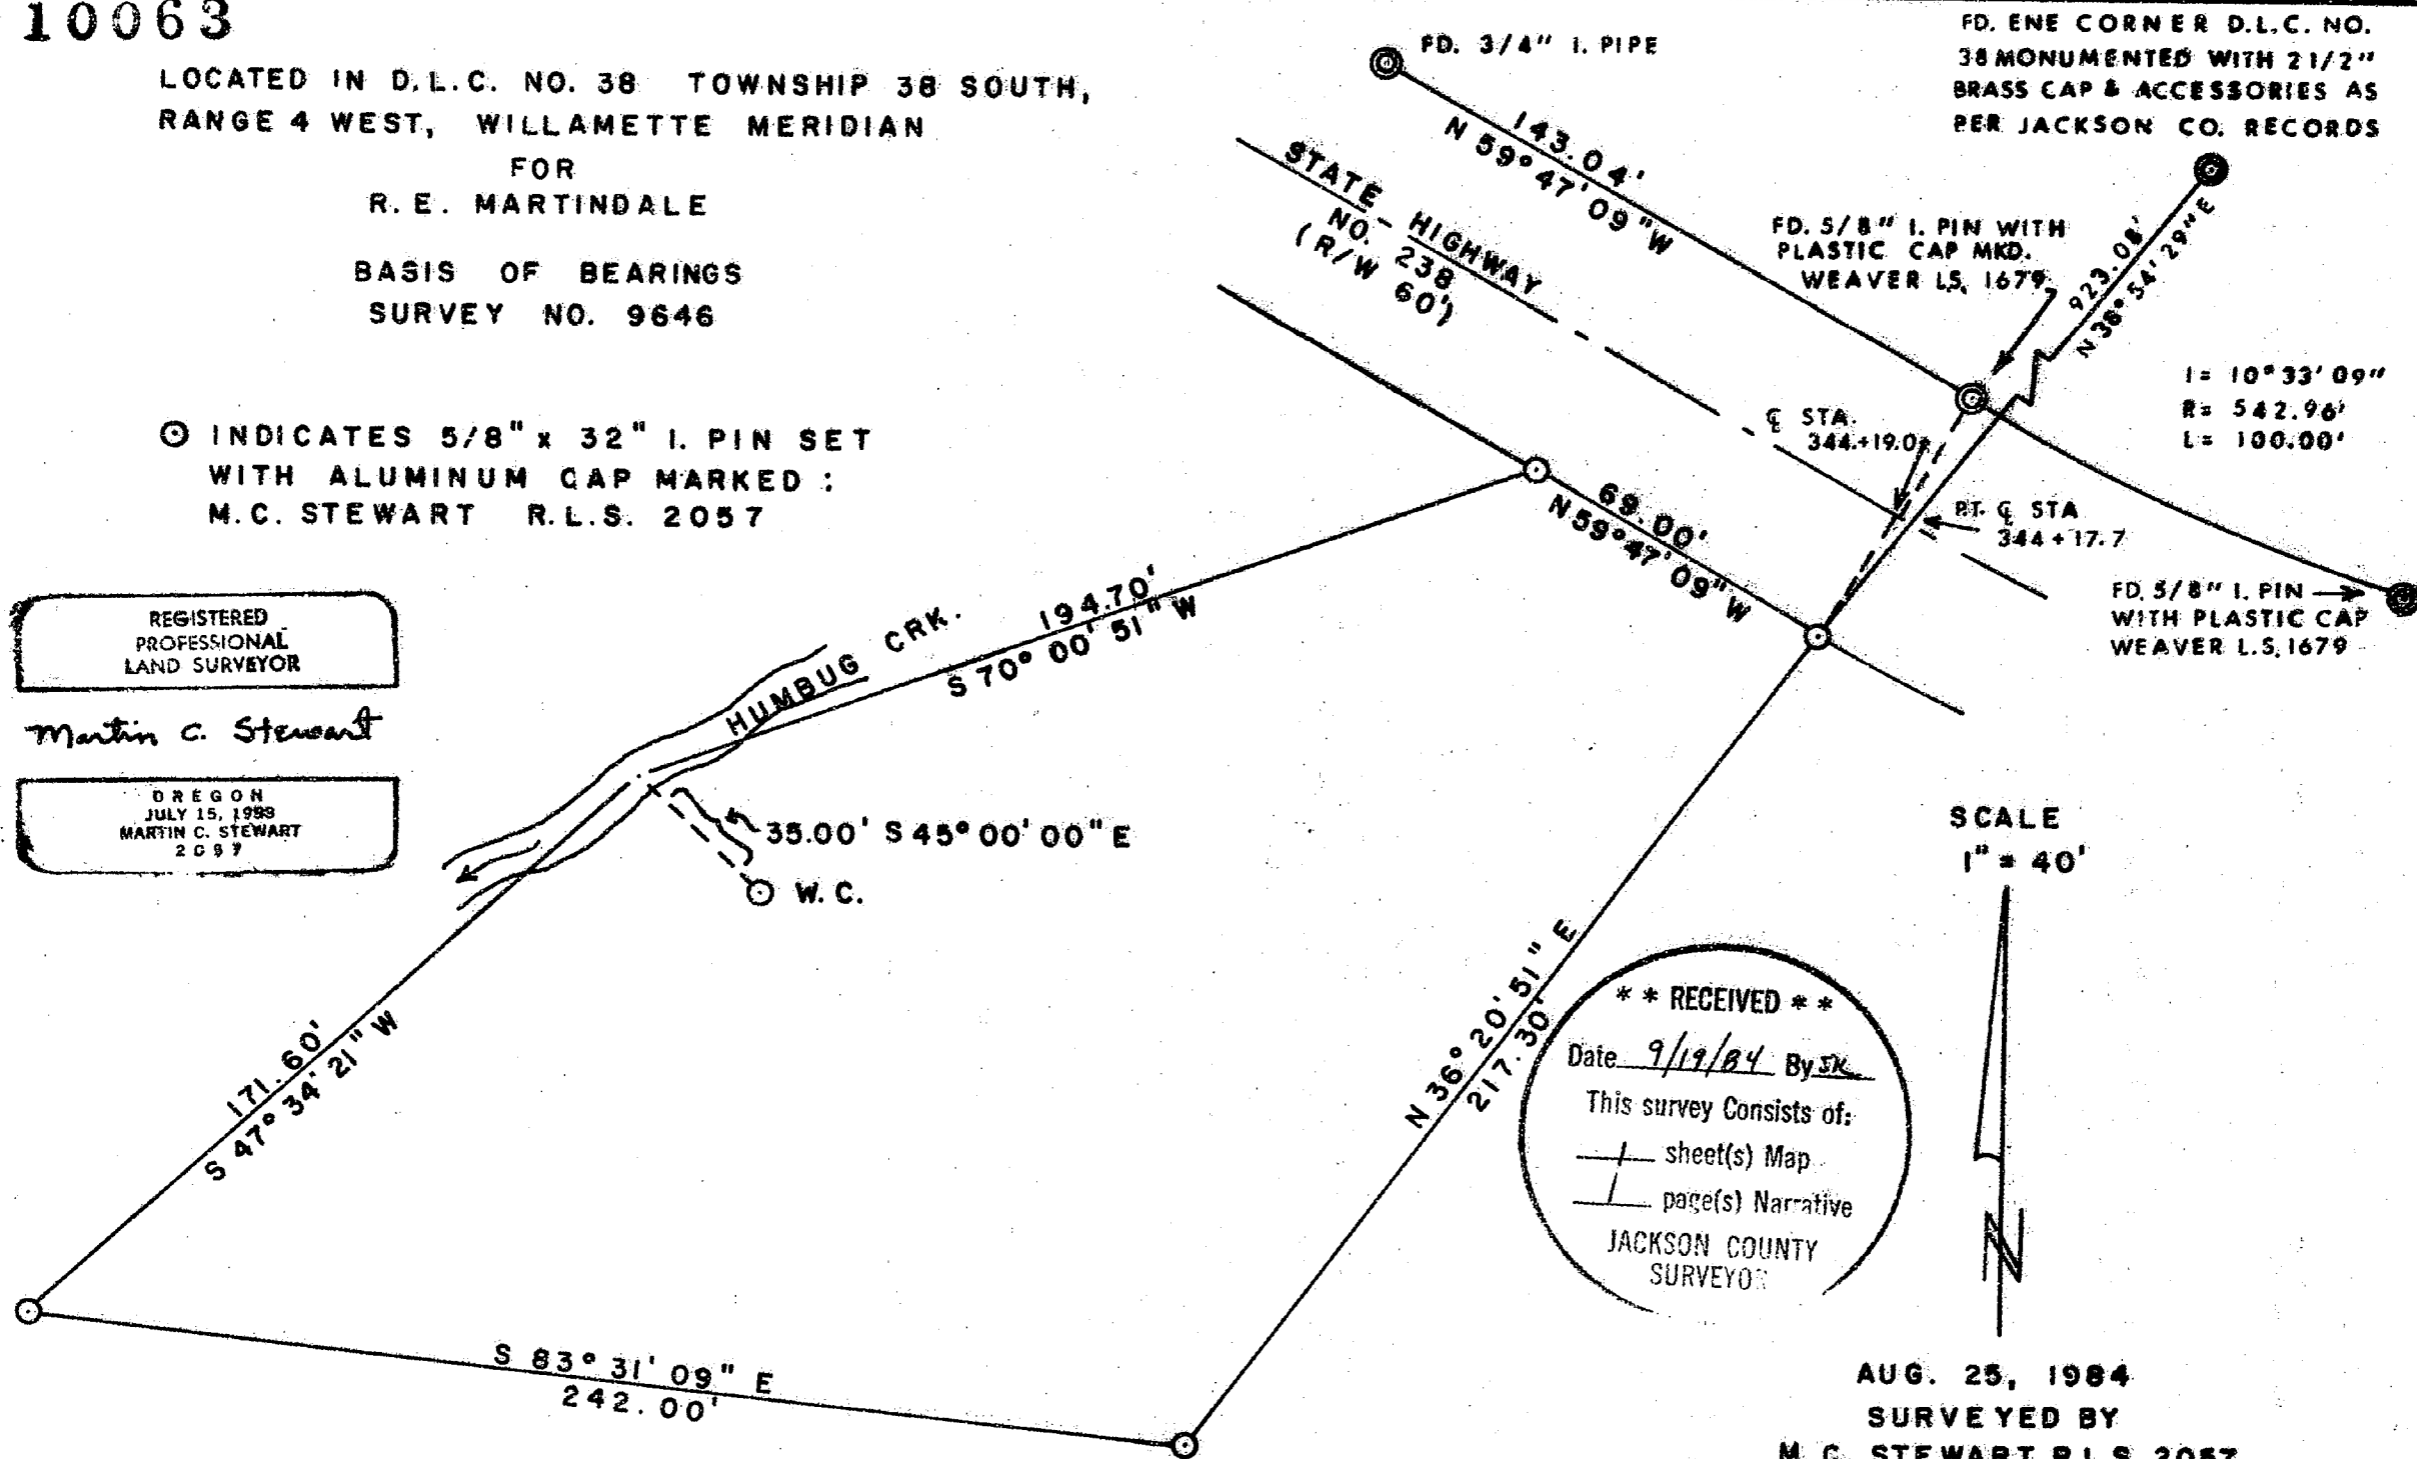 10063
LOCATED IN D.L.C. NO. 38 TOWNSHIP 38 SOUTH,
RANGE 4 WEST, WILLAMETTE MERIDIAN
FOR
R. E. MARTINDALE
BASIS OF BEARINGS
SURVEY NO. 9646
⊙ INDICATES 5/8" x 32" I. PIN SET
WITH ALUMINUM CAP MARKED :
M.C. STEWART R.L.S. 2057
REGISTERED
PROFESSIONAL
LAND SURVEYOR
Martin C. Stewart
OREGON
JULY 15, 1983
MARTIN C. STEWART
FD. 3/4" I. PIPE
FD. ENE CORNER D.L.C. NO.
38 MONUMENTED WITH 2 1/2"
BRASS CAP & ACCESSORIES AS
PER JACKSON CO. RECORDS
143.04'
N 59° 47' 09" W
STATE HIGHWAY
NO. 238
(R/W 60')
FD. 5/8" I. PIN WITH
PLASTIC CAP MKD.
WEAVER L.S. 1679
923.08'
N 38° 54' 29" E
I = 10° 33' 09"
R = 542.96'
L = 100.00'
℄ STA.
344+19.0
P.T. ℄ STA
344+17.7
69.00'
N 59° 47' 09" W
FD. 5/8" I. PIN
WITH PLASTIC CAP
WEAVER L.S. 1679
194.70'
S 70° 00' 51" W
HUMBUG CRK.
35.00' S 45° 00' 00" E
W. C.
171.60'
S 47° 34' 21" W
N 36° 20' 51" E
217.30'
S 83° 31' 09" E
242.00'
SCALE
1" = 40'
N
* * RECEIVED * *
Date 9/19/84 By SK
This survey Consists of:
1 sheet(s) Map
1 page(s) Narrative
JACKSON COUNTY
SURVEYOR
AUG. 25, 1984
SURVEYED BY
M. C. STEWART R.L.S. 2057